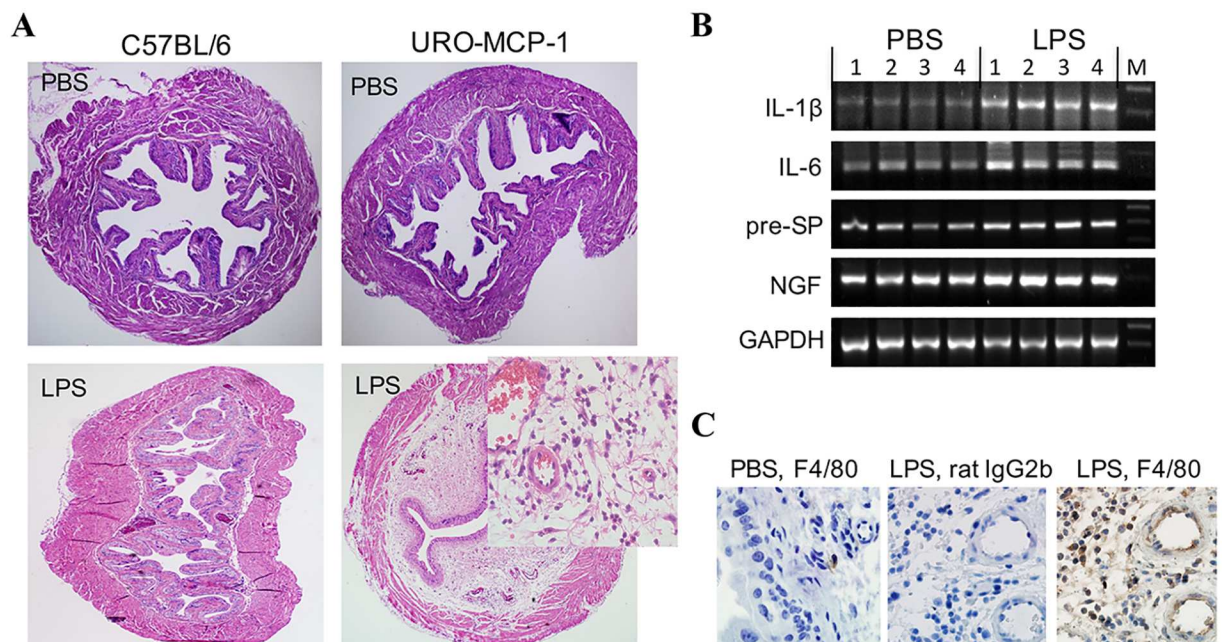 A
C57BL/6
URO-MCP-1
PBS
PBS
LPS
LPS
B
PBS LPS
1 2 3 4 1 2 3 4 M
IL-1β
IL-6
pre-SP
NGF
GAPDH
C
PBS, F4/80
LPS, rat IgG2b
LPS, F4/80